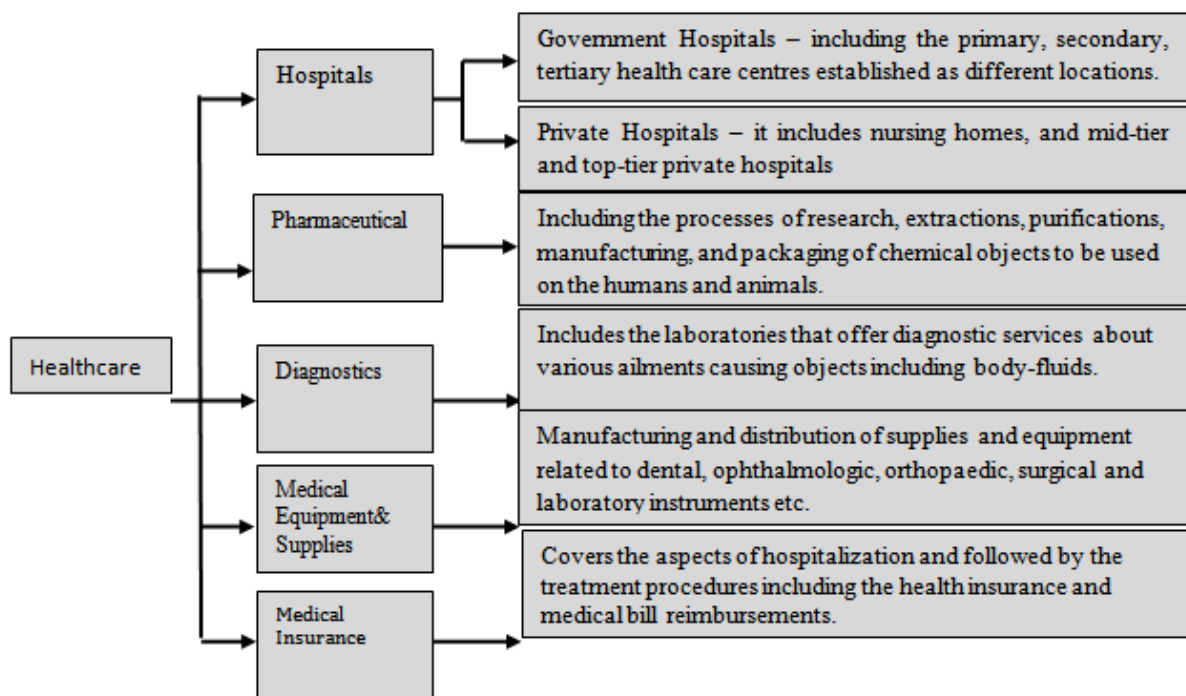 Healthcare
Hospitals
Government Hospitals – including the primary, secondary,
tertiary health care centres established as different locations.
Private Hospitals – it includes nursing homes, and mid-tier
and top-tier private hospitals
Pharmaceutical
Including the processes of research, extractions, purifications,
manufacturing, and packaging of chemical objects to be used
on the humans and animals.
Diagnostics
Includes the laboratories that offer diagnostic services about
various ailments causing objects including body-fluids.
Medical
Equipment&
Supplies
Manufacturing and distribution of supplies and equipment
related to dental, ophthalmologic, orthopaedic, surgical and
laboratory instruments etc.
Medical
Insurance
Covers the aspects of hospitalization and followed by the
treatment procedures including the health insurance and
medical bill reimbursements.